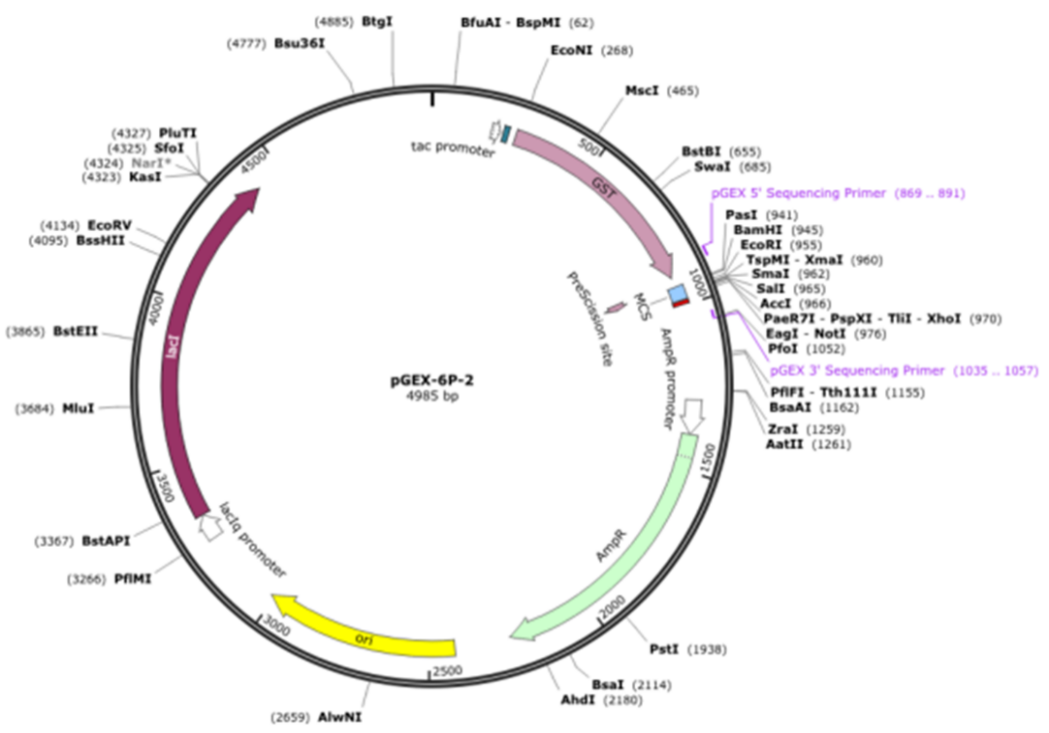 (4885) BtgI
BfuAI - BspMI (62)
(4777) Bsu36I
EcoNI (268)
MscI (465)
(4327) PluTI
(4325) SfoI
(4324) NarI*
(4323) KasI
4500
tac promoter
500
BstBI (655)
SwaI (685)
GST
pGEX 5' Sequencing Primer (869 .. 891)
PasI (941)
(4134) EcoRV
BamHI (945)
(4095) BssHII
EcoRI (955)
TspMI - XmaI (960)
SmaI (962)
SalI (965)
1000
AccI (966)
PreScission site
MCS
4000
PaeR7I - PspXI - TliI - XhoI (970)
(3865) BstEII
EagI - NotI (976)
lacI
PfoI (1052)
AmpR promoter
pGEX 3' Sequencing Primer (1035 .. 1057)
pGEX-6P-2
4985 bp
PflFI - Tth111I (1155)
(3684) MluI
BsaAI (1162)
ZraI (1259)
AatII (1261)
1500
3500
lacIq promoter
(3367) BstAPI
AmpR
(3266) PflMI
2000
3000
ori
PstI (1938)
2500
BsaI (2114)
AhdI (2180)
(2659) AlwNI